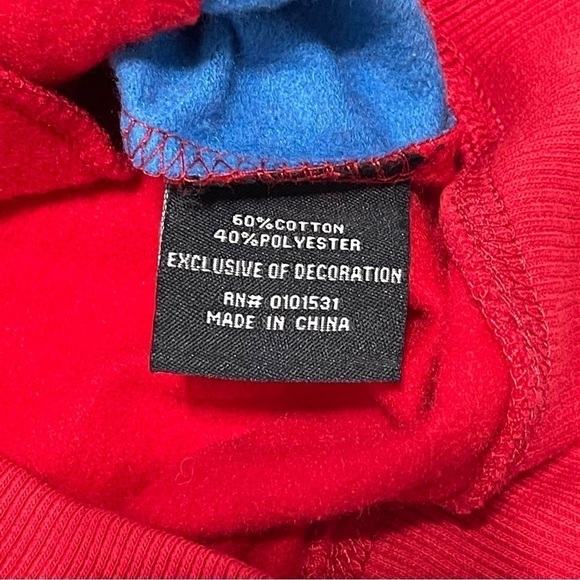 60%COTTON
40%POLYESTER
EXCLUSIVE OF DECORATION
RN# 0101531
MADE IN CHINA